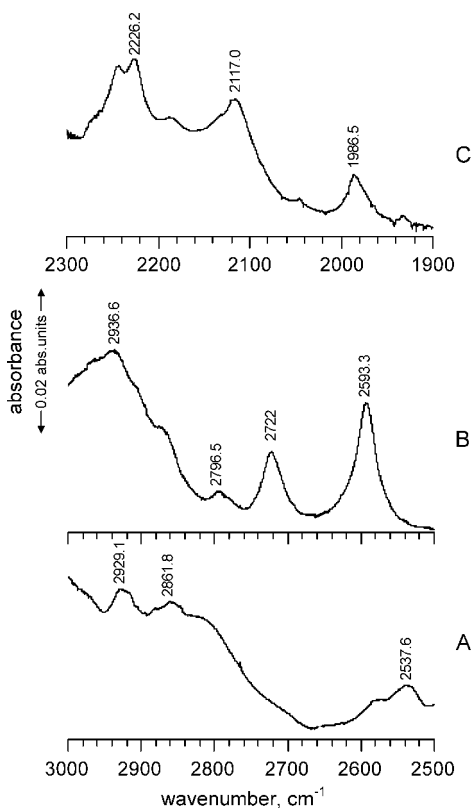 2226.2
2117.0
1986.5
C
2300 2200 2100 2000 1900
absorbance
0.02 abs.units
2936.6
2796.5
2722
2593.3
B
2929.1
2861.8
2537.6
A
3000 2900 2800 2700 2600 2500
wavenumber, cm-1